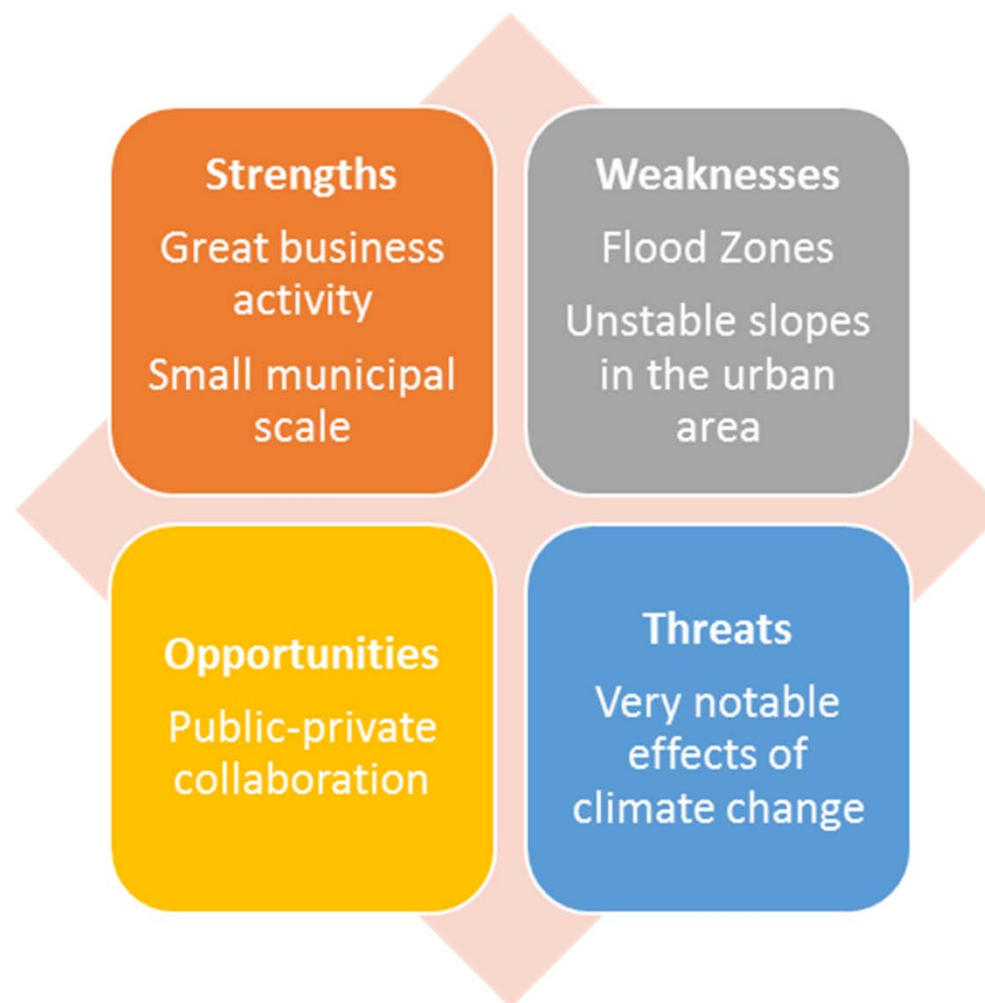 Strengths
Great business
activity
Small municipal
scale
Weaknesses
Flood Zones
Unstable slopes
in the urban
area
Opportunities
Public-private
collaboration
Threats
Very notable
effects of
climate change